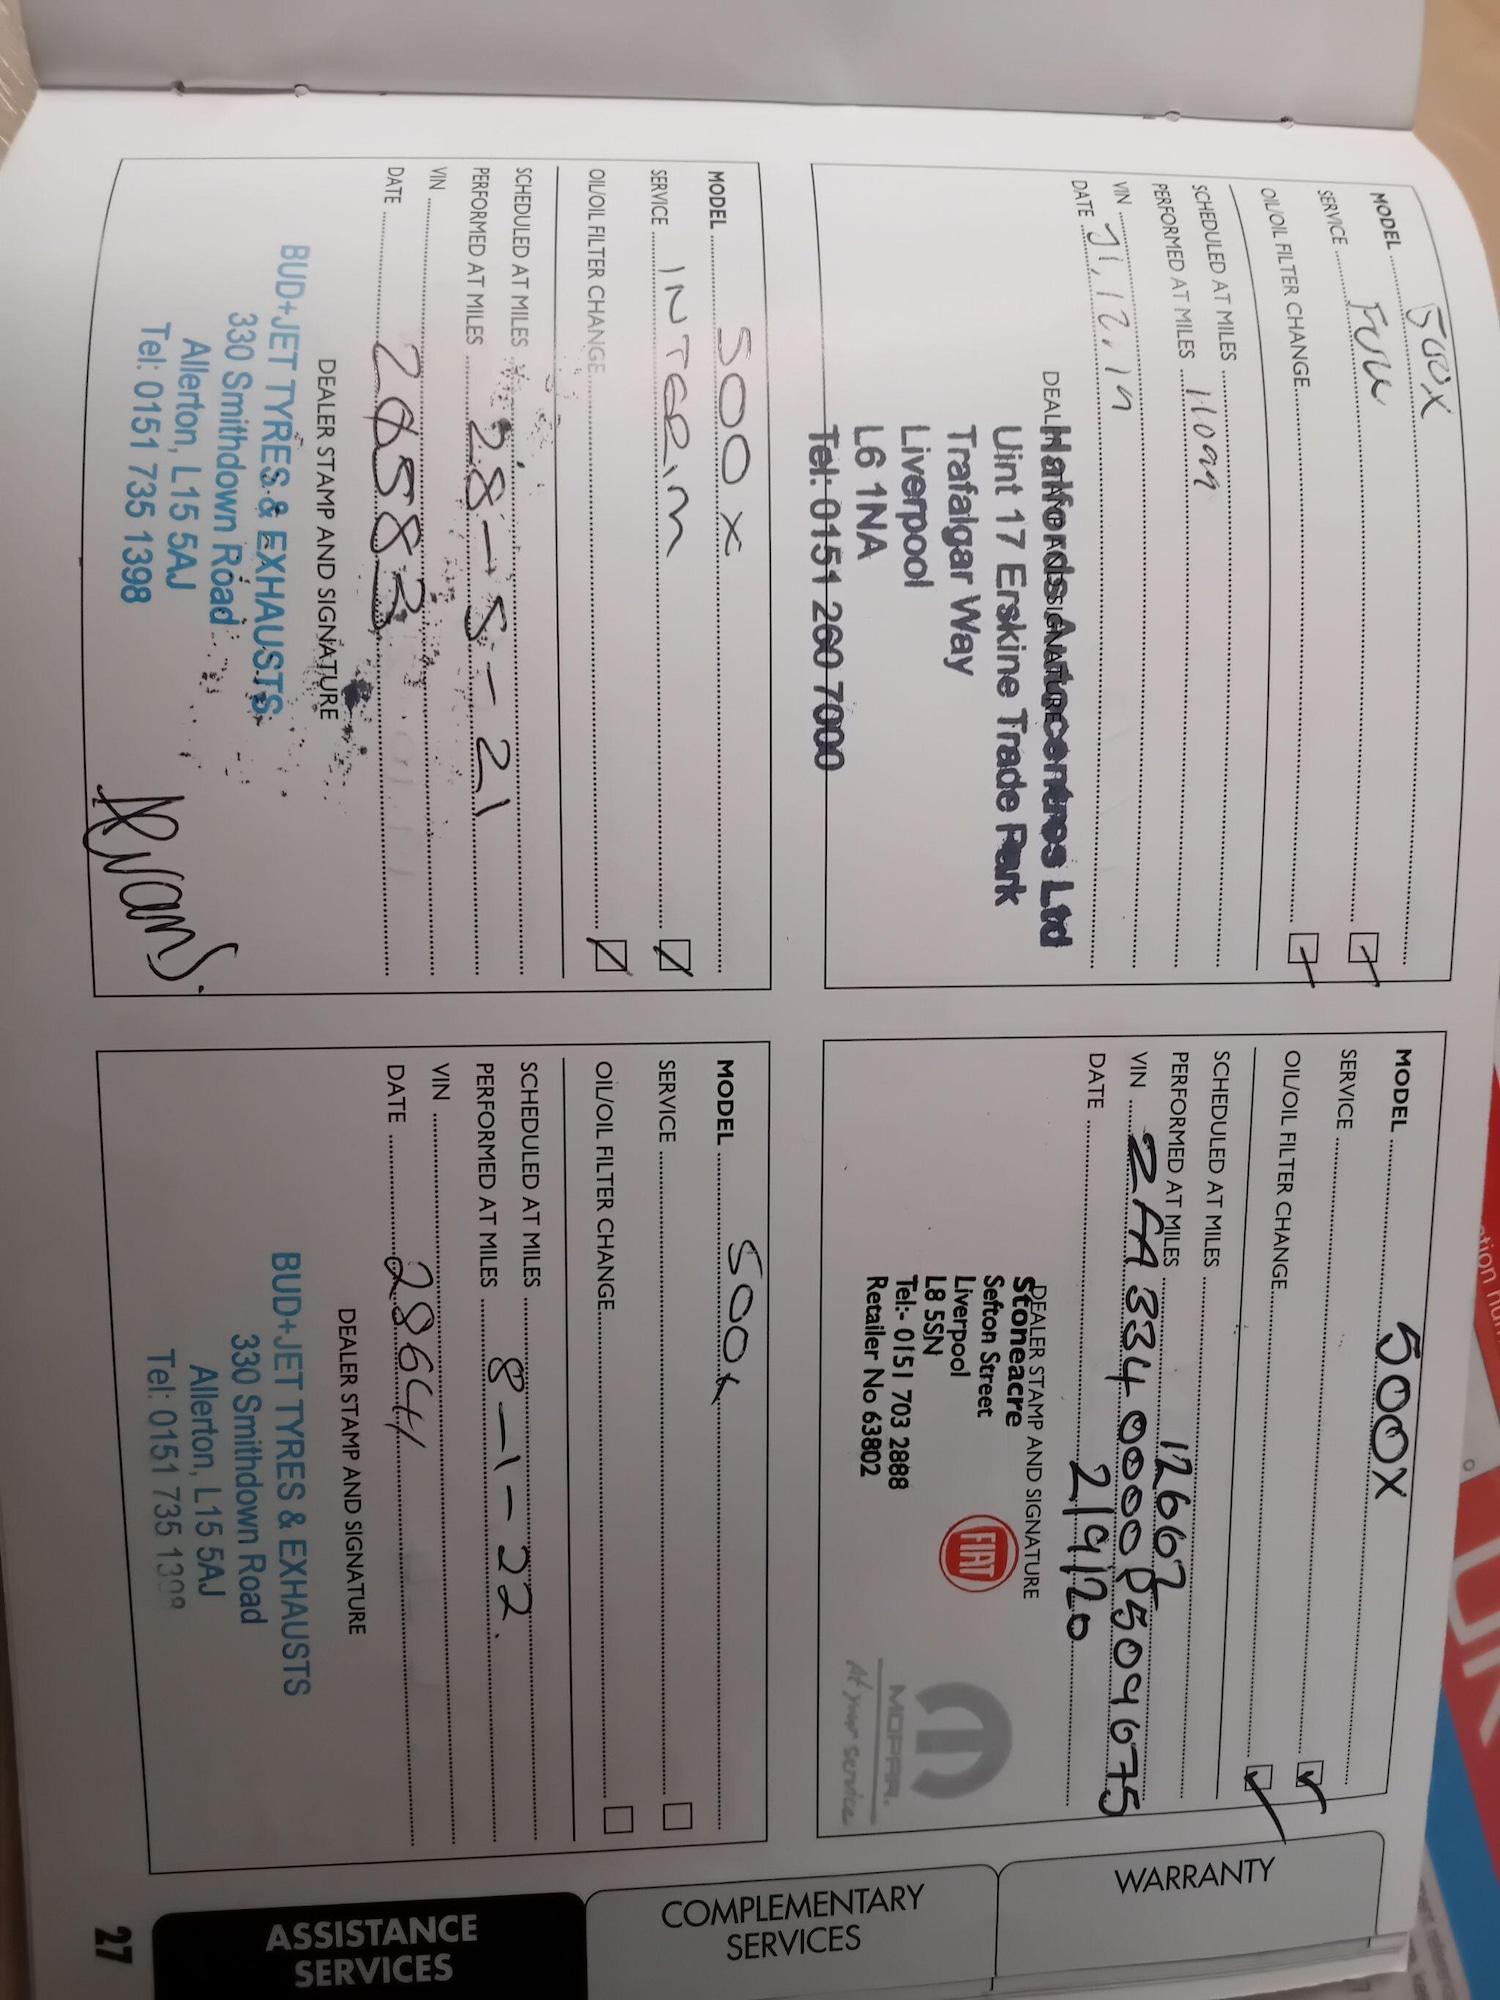 MODEL 500X
SERVICE Full
OIL/OIL FILTER CHANGE
SCHEDULED AT MILES
PERFORMED AT MILES 11099
VIN
DATE 31.12.19
DEALER STAMP AND SIGNATURE
Halfords Autocentres Ltd
Uint 17 Erskine Trade Park
Trafalgar Way
Liverpool
L6 1NA
Tel: 0151 260 7000
MODEL 500X
SERVICE
OIL/OIL FILTER CHANGE
SCHEDULED AT MILES
PERFORMED AT MILES 12662
VIN ZFA3340000P509675
DATE 2/9/20
DEALER STAMP AND SIGNATURE
Stoneacre
Sefton Street
Liverpool
L8 5SN
Tel:- 0151 703 2888
Retailer No 63802
FIAT
MOPAR.
At your service
MODEL 500X
SERVICE INTERIM
OIL/OIL FILTER CHANGE
SCHEDULED AT MILES
PERFORMED AT MILES 28-5-21
VIN
DATE
DEALER STAMP AND SIGNATURE
BUD+JET TYRES & EXHAUSTS
330 Smithdown Road
Allerton, L15 5AJ
Tel: 0151 735 1398
MODEL 500X
SERVICE
OIL/OIL FILTER CHANGE
SCHEDULED AT MILES
PERFORMED AT MILES 8-1-22.
VIN
DATE 28641
DEALER STAMP AND SIGNATURE
BUD+JET TYRES & EXHAUSTS
330 Smithdown Road
Allerton, L15 5AJ
Tel: 0151 735 1398
WARRANTY
COMPLEMENTARY
SERVICES
ASSISTANCE
SERVICES
27